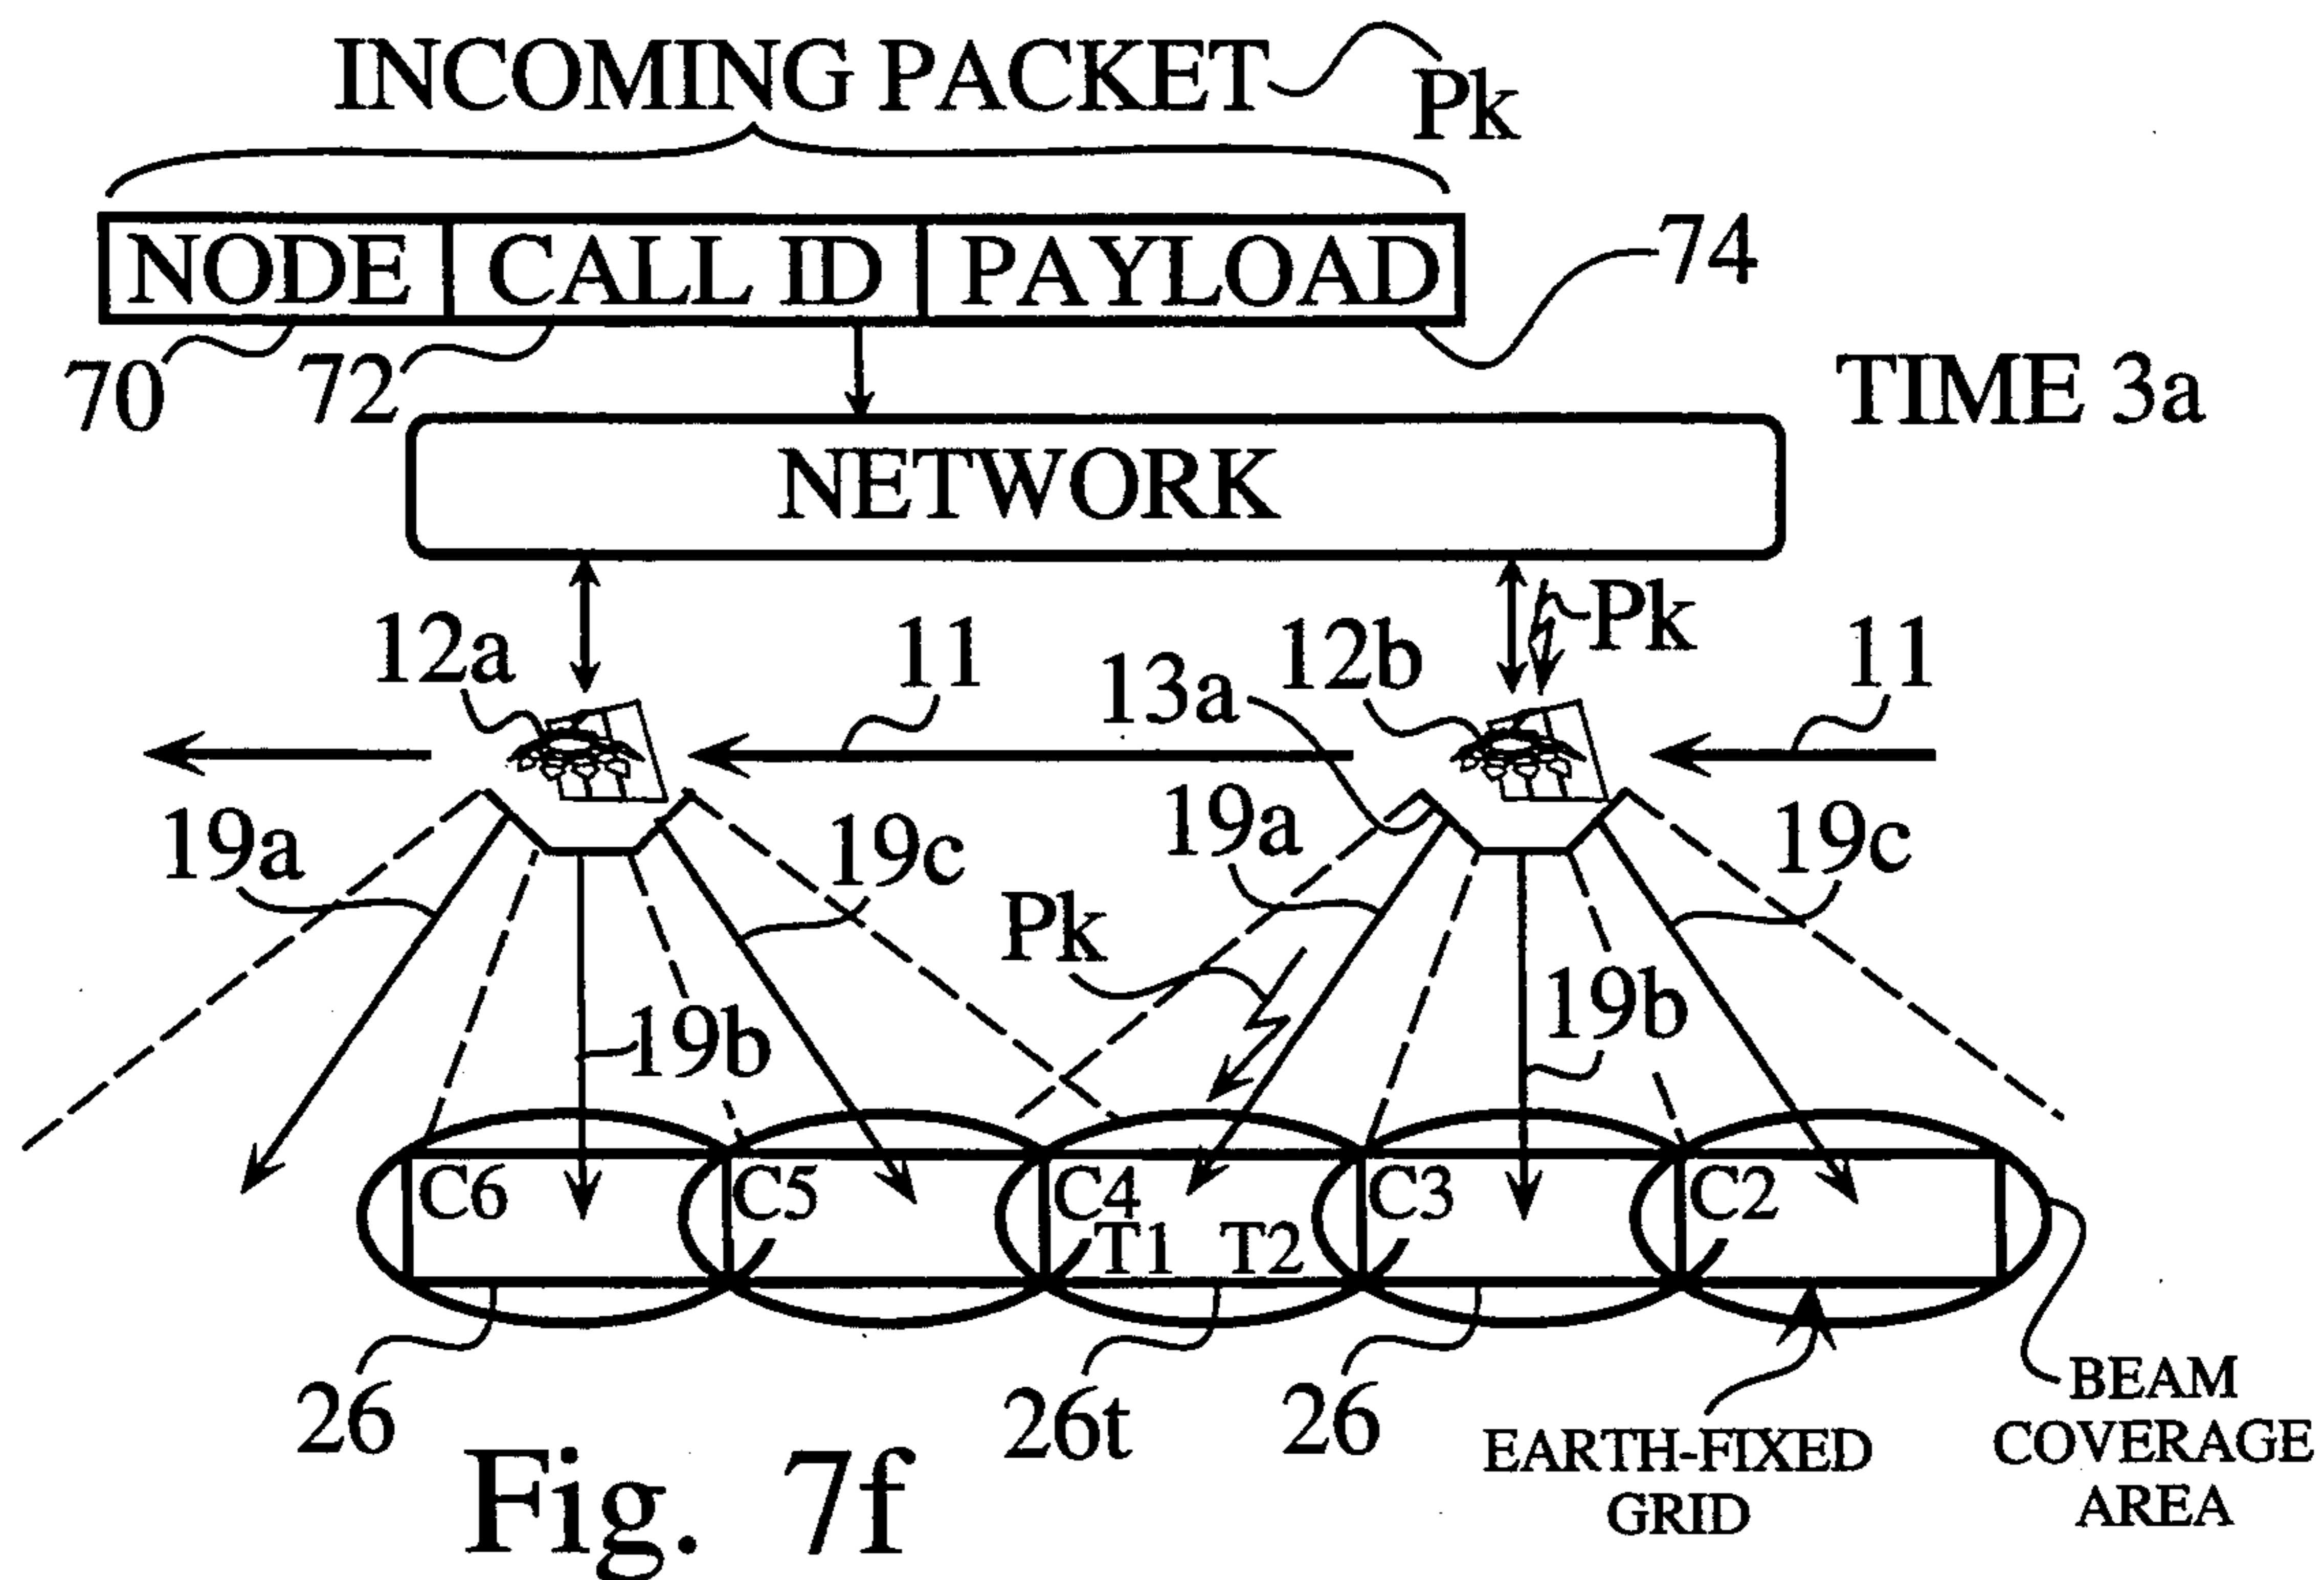 INCOMING PACKET
Pk
NODE CALL ID PAYLOAD
74
70
72
TIME 3a
NETWORK
12a
11
13a
12b
Pk
11
19a
19c
19a
19c
Pk
19b
19b
C6 C5 C4 C3 C2
T1 T2
26
26t
26
EARTH-FIXED
GRID
BEAM
COVERAGE
AREA
Fig. 7f